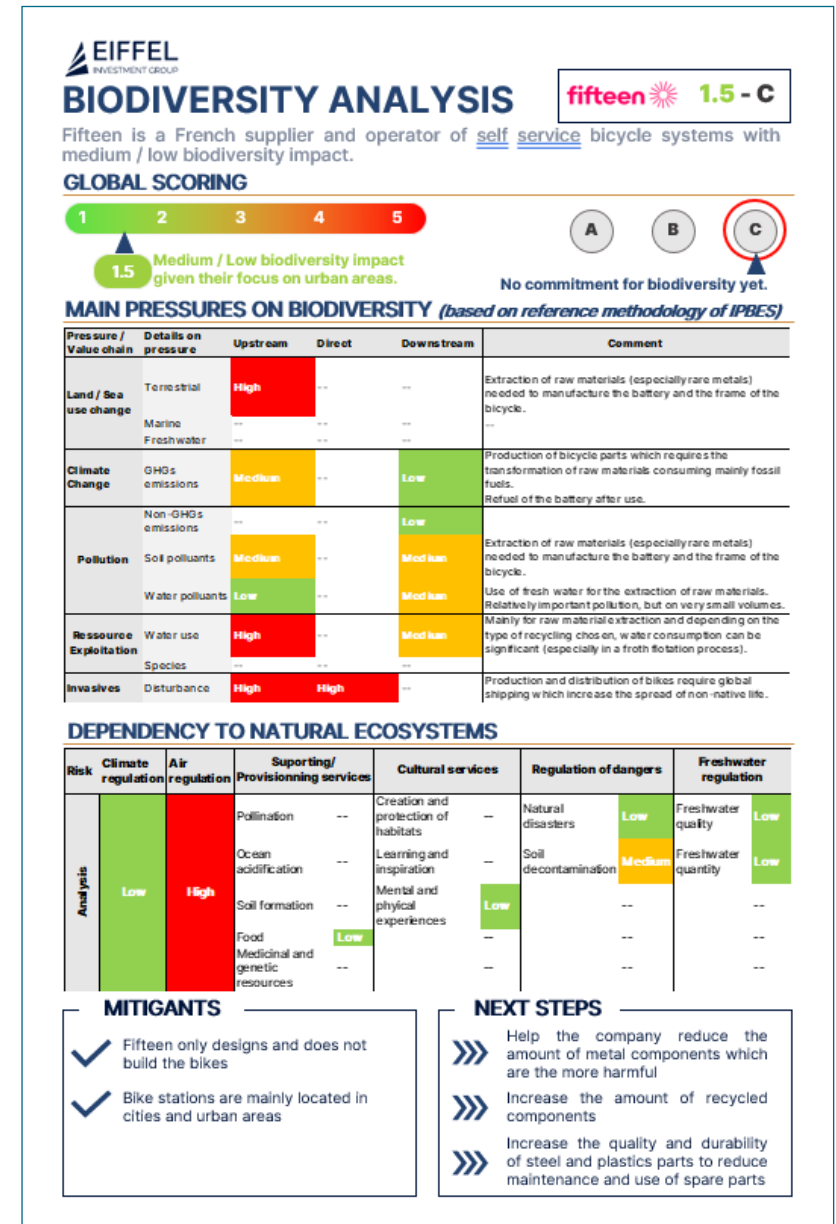 EIFFEL
INVESTMENT GROUP
BIODIVERSITY ANALYSIS
fifteen 1.5 - C
Fifteen is a French supplier and operator of self service bicycle systems with
medium / low biodiversity impact.
GLOBAL SCORING
1 2 3 4 5
A B C
1.5
Medium / Low biodiversity impact
given their focus on urban areas.
No commitment for biodiversity yet.
MAIN PRESSURES ON BIODIVERSITY (based on reference methodology of IPBES)
Pressure / Value chain | Details on pressure | Upstream | Direct | Downstream | Comment
Land / Sea use change | Terrestrial | High | -- | -- | Extraction of raw materials (especially rare metals) needed to manufacture the battery and the frame of the bicycle.
Marine | -- | -- | -- | --
Freshwater | -- | -- | --
Climate Change | GHGs emissions | Medium | -- | Low | Production of bicycle parts which requires the transformation of raw materials consuming mainly fossil fuels.
Refuel of the battery after use.
Pollution | Non-GHGs emissions | -- | -- | Low
Soil polluants | Medium | -- | Medium | Extraction of raw materials (especially rare metals) needed to manufacture the battery and the frame of the bicycle.
Water polluants | Low | Medium | Use of fresh water for the extraction of raw materials. Relatively important pollution, but on very small volumes.
Ressource Exploitation | Water use | High | -- | Medium | Mainly for raw material extraction and depending on the type of recycling chosen, water consumption can be significant (especially in a froth flotation process).
Species | -- | -- | --
Invasives | Disturbance | High | High | -- | Production and distribution of bikes require global shipping which increase the spread of non-native life.
DEPENDENCY TO NATURAL ECOSYSTEMS
Risk | Climate regulation | Air regulation | Suporting/ Provisionning services | Cultural services | Regulation of dangers | Freshwater regulation
Analysis | Low | High | Pollination -- | Creation and protection of habitats -- | Natural disasters Low | Freshwater quality Low
Ocean acidification -- | Learning and inspiration -- | Soil decontamination Medium | Freshwater quantity Low
Soil formation -- | Mental and phyical experiences Low | -- | --
Food Low | -- | -- | --
Medicinal and genetic resources -- | -- | -- | --
MITIGANTS
Fifteen only designs and does not
build the bikes
Bike stations are mainly located in
cities and urban areas
NEXT STEPS
Help the company reduce the
amount of metal components which
are the more harmful
Increase the amount of recycled
components
Increase the quality and durability
of steel and plastics parts to reduce
maintenance and use of spare parts